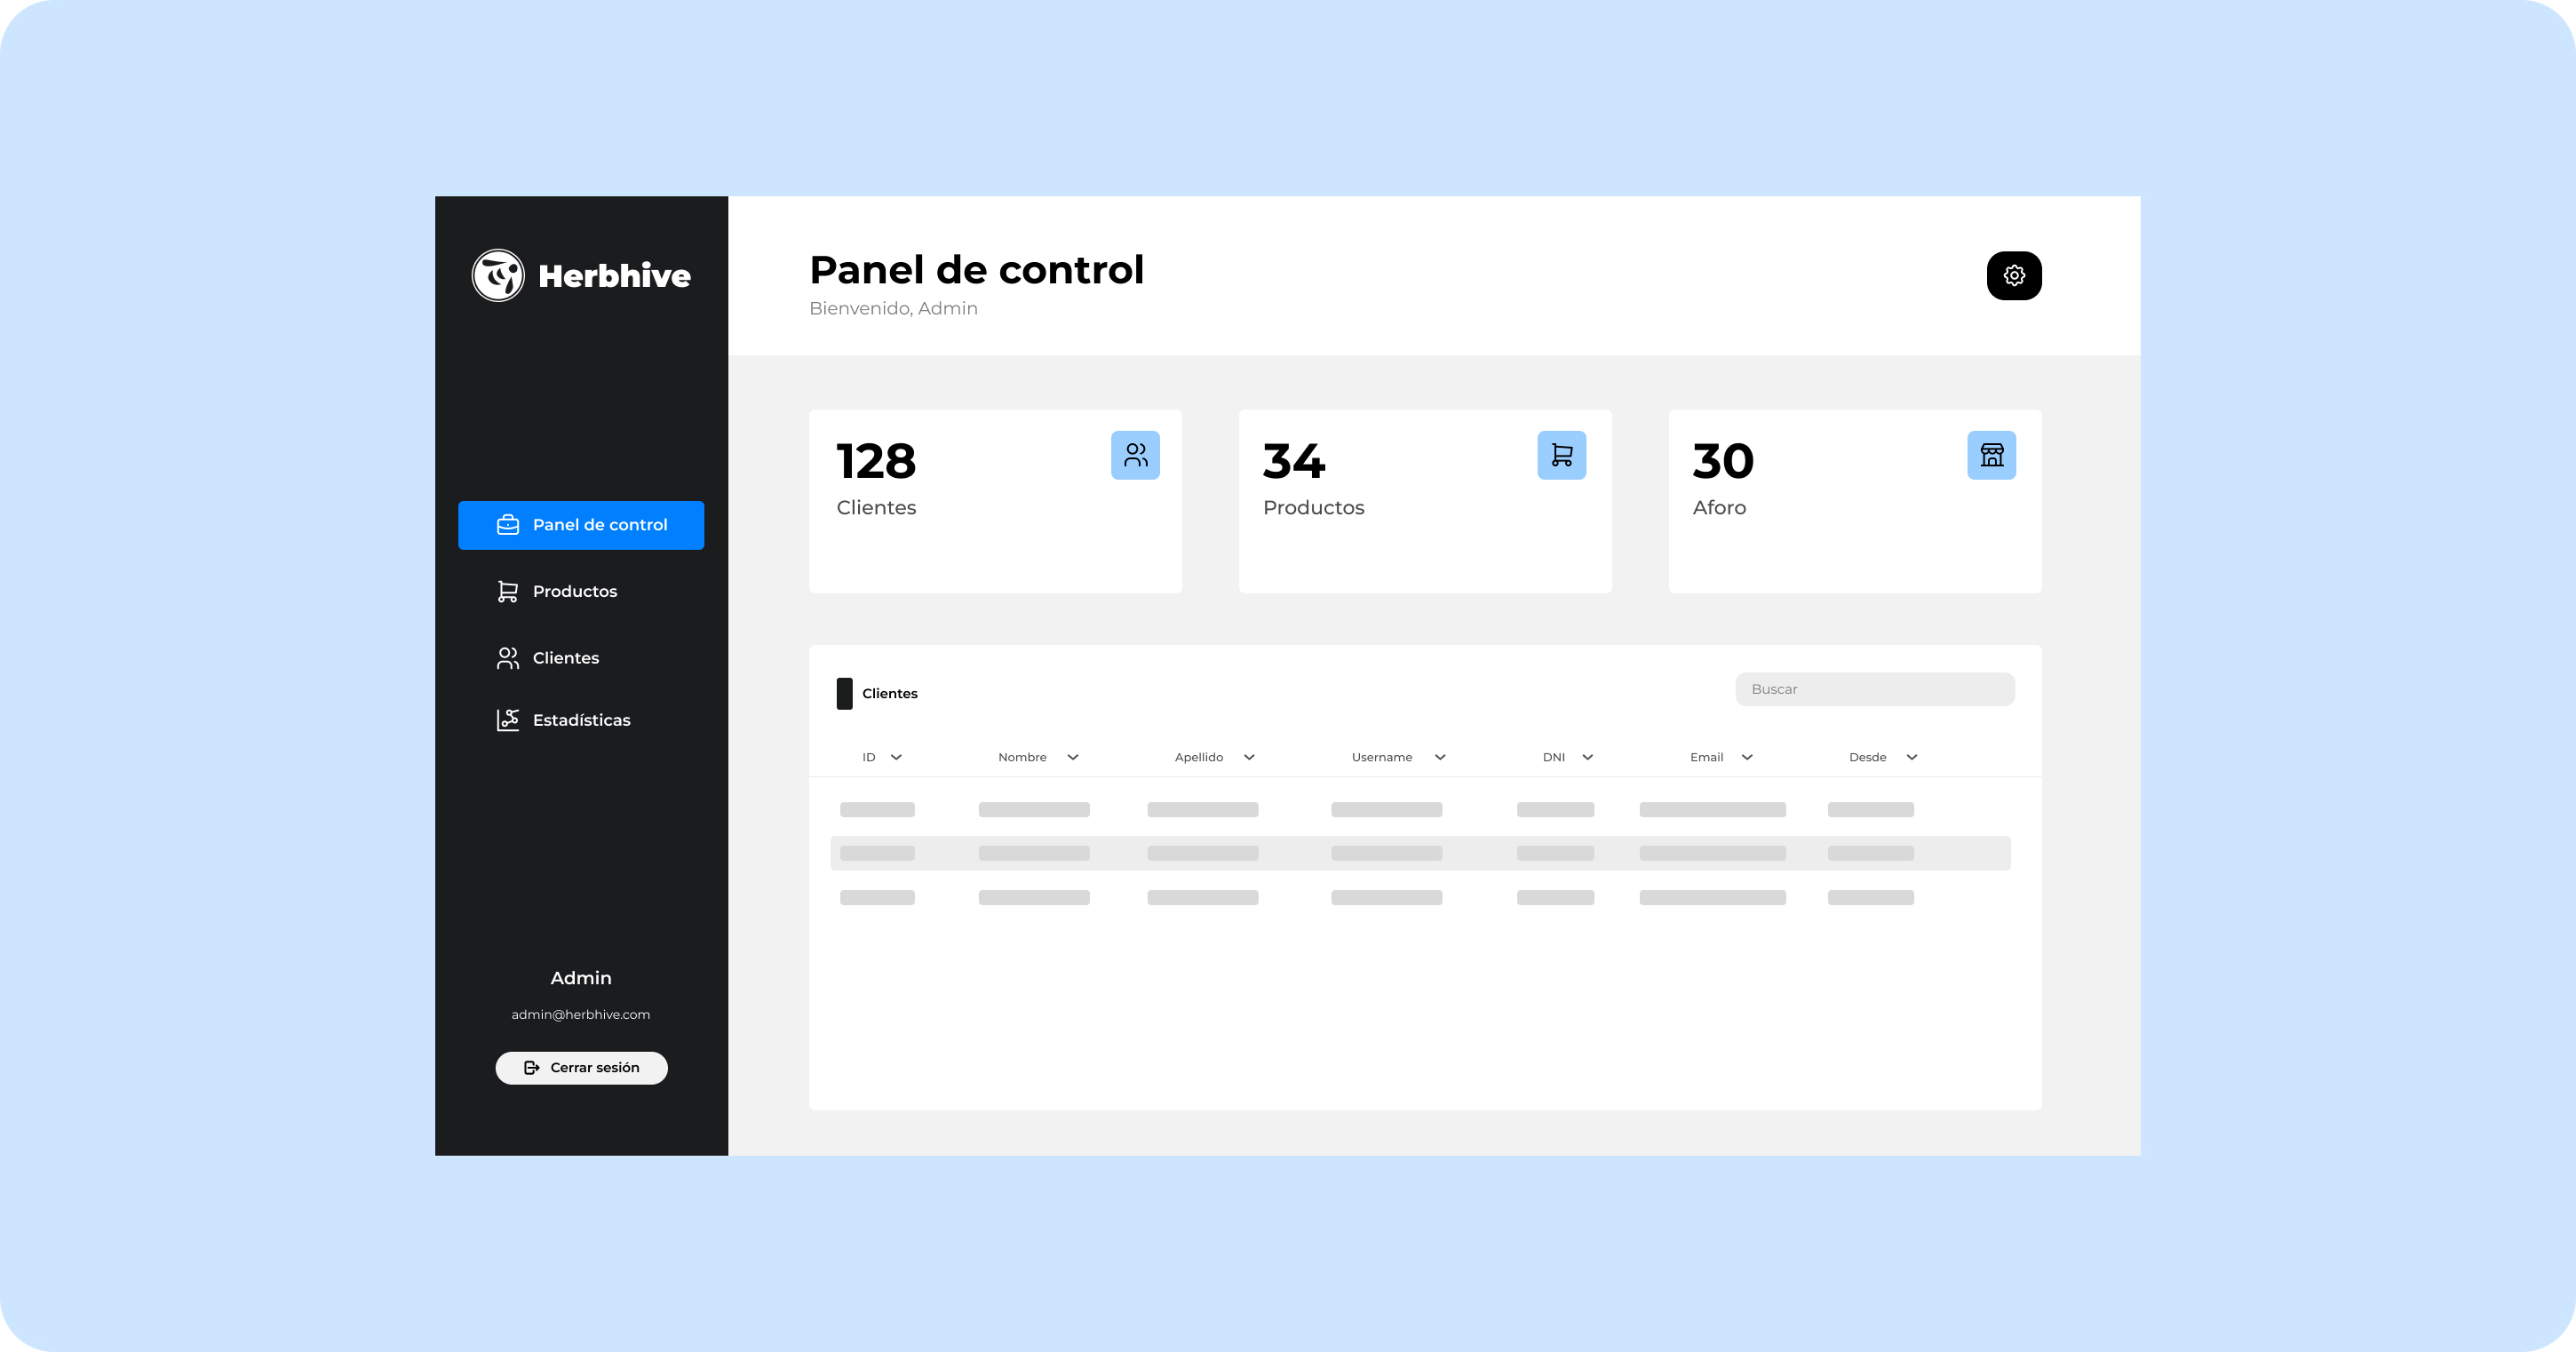 Herbhive
Panel de control
Productos
Clientes
Estadísticas
Admin
admin@herbhive.com
Cerrar sesión
Panel de control
Bienvenido, Admin
128
Clientes
34
Productos
30
Aforo
Clientes
Buscar
ID Nombre Apellido Username DNI Email Desde